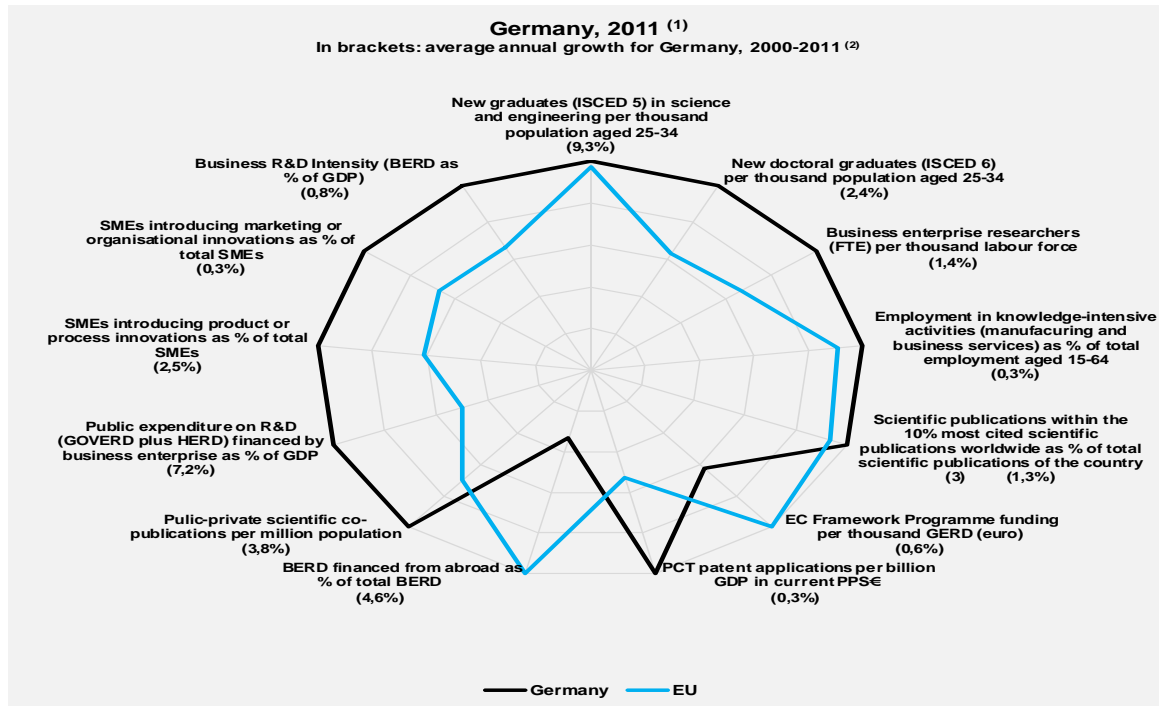 Germany, 2011 (1)
In brackets: average annual growth for Germany, 2000-2011 (2)
New graduates (ISCED 5) in science
and engineering per thousand
population aged 25-34
(9,3%)
New doctoral graduates (ISCED 6)
per thousand population aged 25-34
(2,4%)
Business enterprise researchers
(FTE) per thousand labour force
(1,4%)
Employment in knowledge-intensive
activities (manufacuring and
business services) as % of total
employment aged 15-64
(0,3%)
Scientific publications within the
10% most cited scientific
publications worldwide as % of total
scientific publications of the country
(3) (1,3%)
EC Framework Programme funding
per thousand GERD (euro)
(0,6%)
PCT patent applications per billion
GDP in current PPS€
(0,3%)
BERD financed from abroad as
% of total BERD
(4,6%)
Pulic-private scientific co-
publications per million population
(3,8%)
Public expenditure on R&D
(GOVERD plus HERD) financed by
business enterprise as % of GDP
(7,2%)
SMEs introducing product or
process innovations as % of total
SMEs
(2,5%)
SMEs introducing marketing or
organisational innovations as % of
total SMEs
(0,3%)
Business R&D Intensity (BERD as
% of GDP)
(0,8%)
Germany
EU